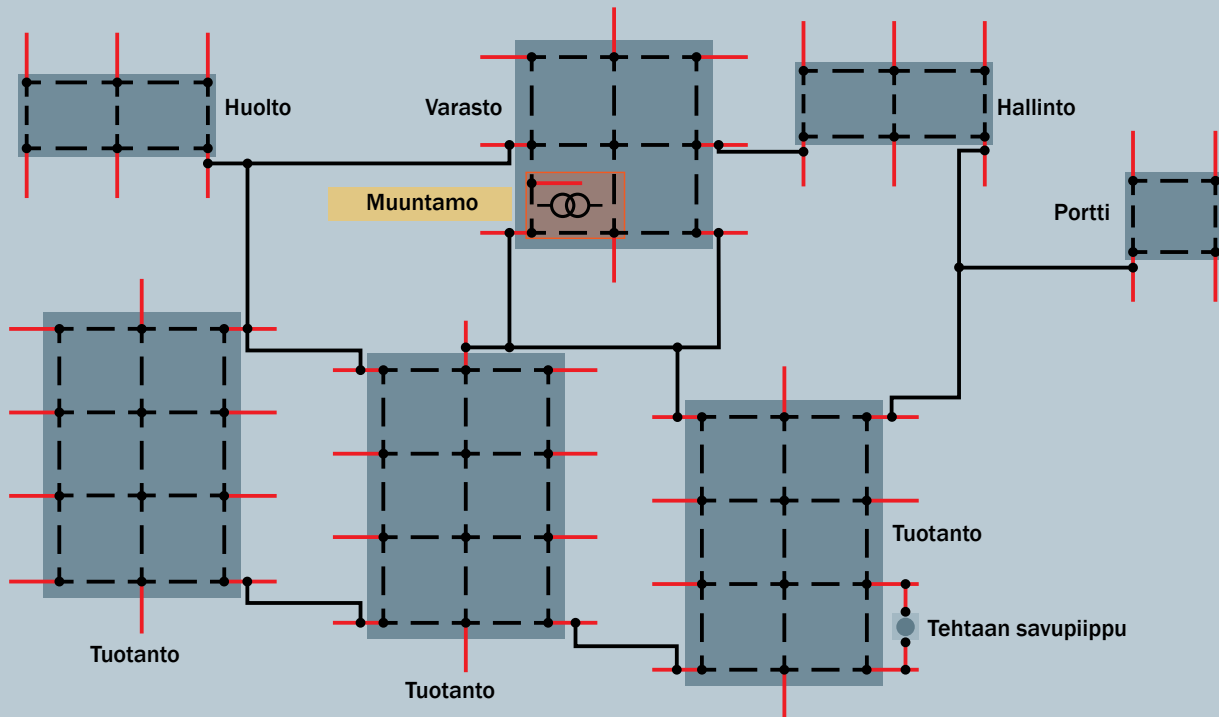 Huolto
Varasto
Hallinto
Muuntamo
Portti
Tuotanto
Tuotanto
Tuotanto
Tehtaan savupiippu